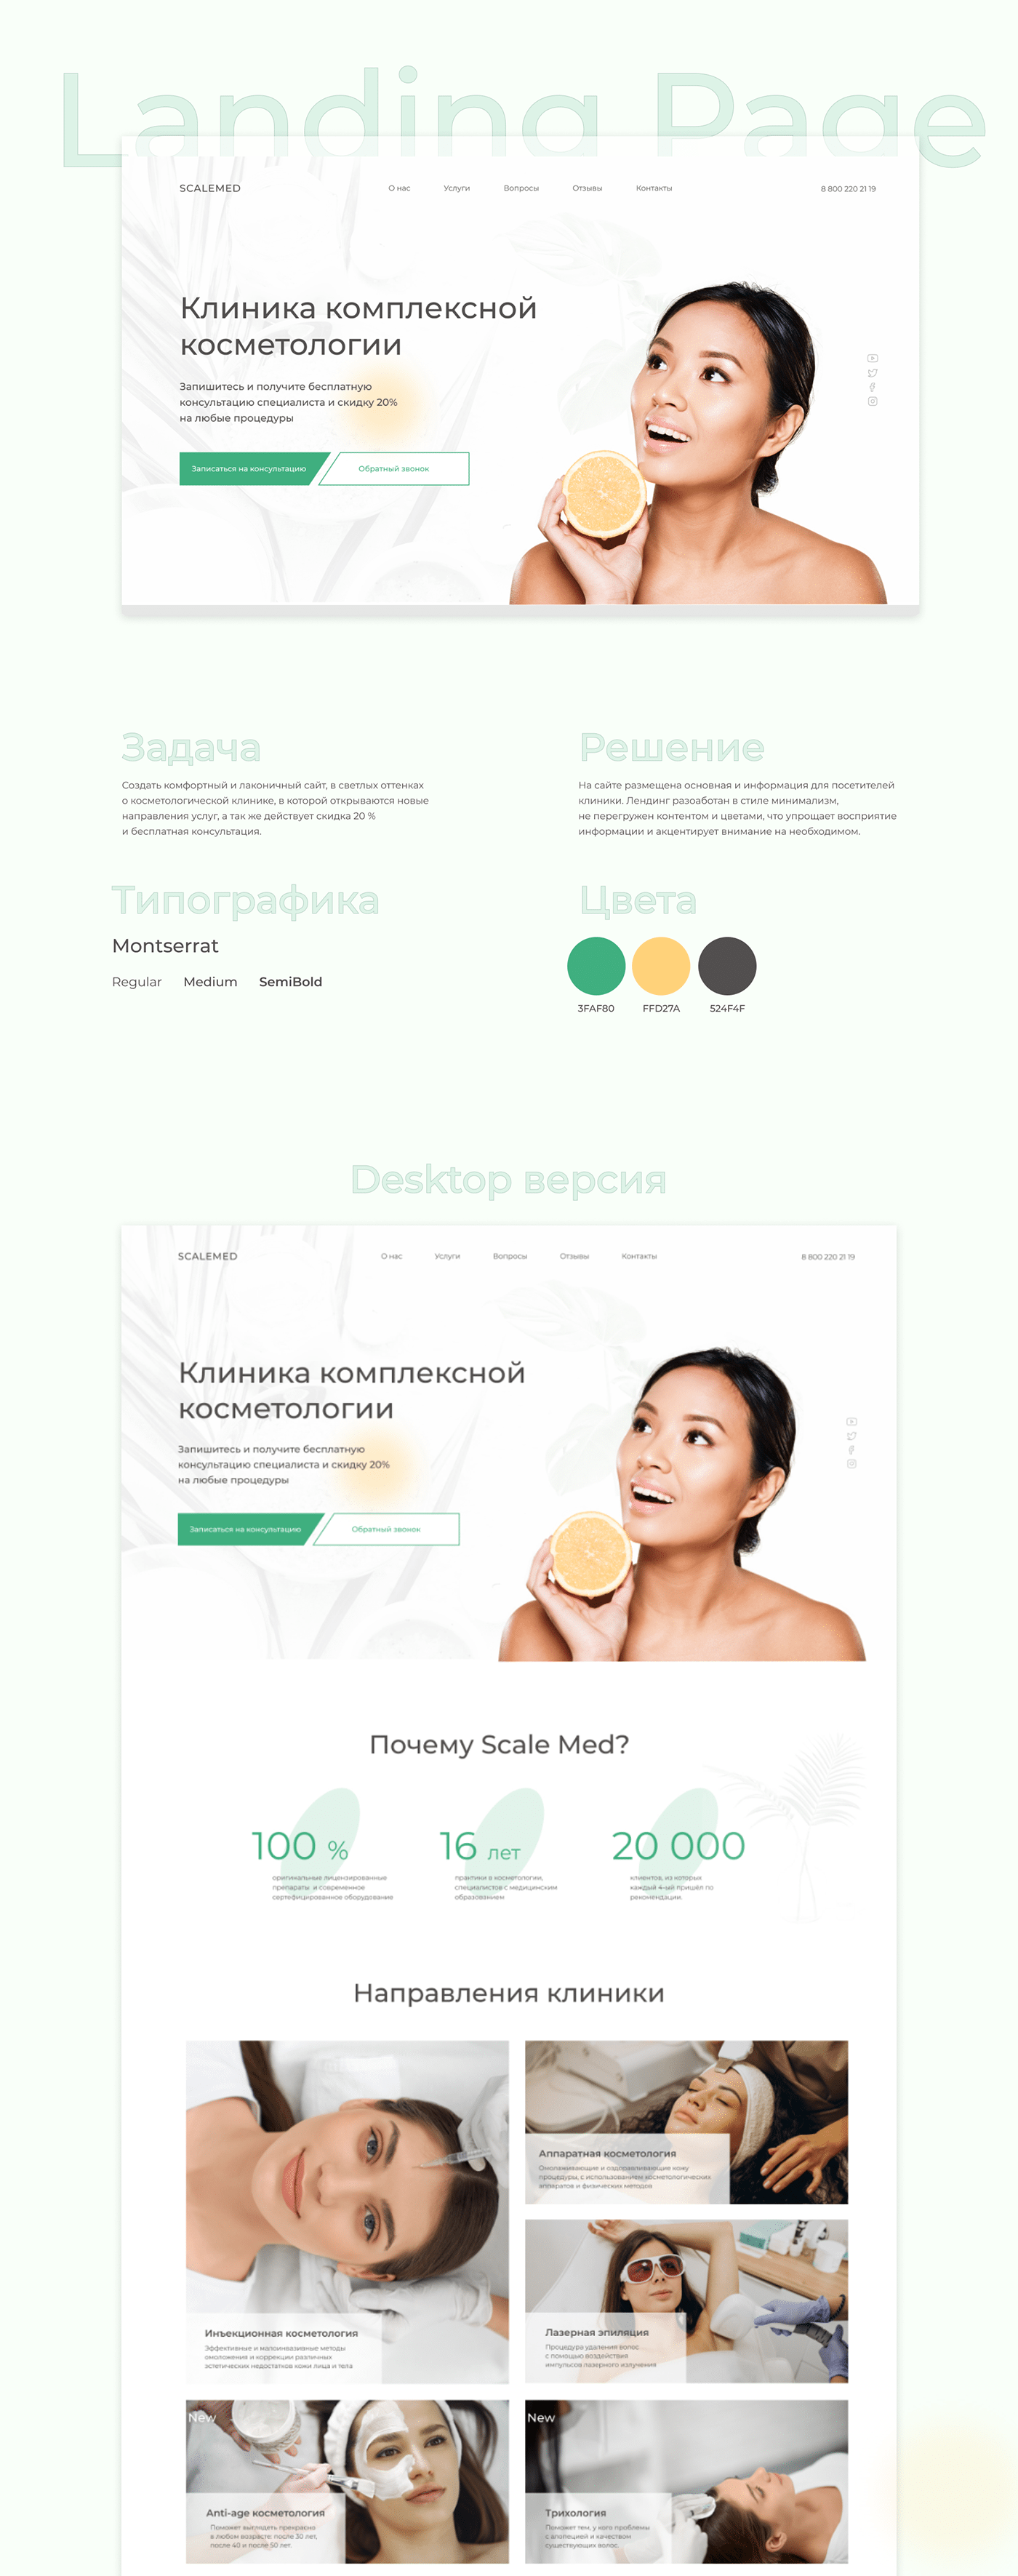 Landing Page
SCALEMED
О нас
Услуги
Вопросы
Отзывы
Контакты
8 800 220 21 19
Клиника комплексной
косметологии
Запишитесь и получите бесплатную
консультацию специалиста и скидку 20%
на любые процедуры
Записаться на консультацию
Обратный звонок
Задача
Создать комфортный и лаконичный сайт, в светлых оттенках
о косметологической клинике, в которой открываются новые
направления услуг, а так же действует скидка 20 %
и бесплатная консультация.
Решение
На сайте размещена основная и информация для посетителей
клиники. Лендинг разоаботан в стиле минимализм,
не перегружен контентом и цветами, что упрощает восприятие
информации и акцентирует внимание на необходимом.
Типографика
Montserrat
Regular Medium SemiBold
Цвета
3FAF80 FFD27A 524F4F
Desktop версия
SCALEMED
О нас
Услуги
Вопросы
Отзывы
Контакты
8 800 220 21 19
Клиника комплексной
косметологии
Запишитесь и получите бесплатную
консультацию специалиста и скидку 20%
на любые процедуры
Записаться на консультацию
Обратный звонок
Почему Scale Med?
100 %
оригинальные лицензированные
препараты и современное
сертефицированное оборудование
16 лет
практики в косметологии,
специалистов с медицинским
образованием
20 000
клиентов, из которых
каждый 4-ый пришёл по
рекомендации.
Направления клиники
Инъекционная косметология
Эффективные и малоинвазивные методы
омоложения и коррекции различных
эстетических недостатков кожи лица и тела
Аппаратная косметология
Омолаживающие и оздоравливающие кожу
процедуры, с использованием косметологических
аппаратов и физических методов
Лазерная эпиляция
Процедура удаления волос
с помощью воздействия
импульсов лазерного излучения
New
Anti-age косметология
Поможет выглядеть прекрасно
в любом возрасте: после 30 лет,
после 40 и после 50 лет.
New
Трихология
Поможет тем, у кого проблемы
с алопецией и качеством
существующих волос.